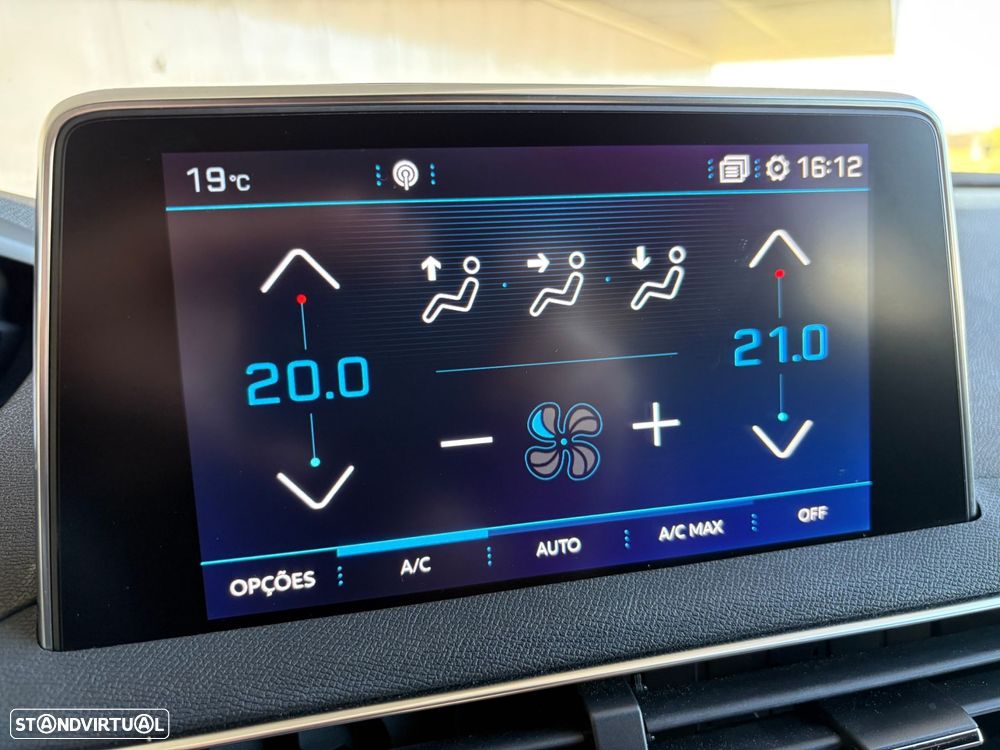 19°C
16:12
20.0
21.0
OPÇÕES
A/C
AUTO
A/C MAX
OFF
STANDVIRTUAL